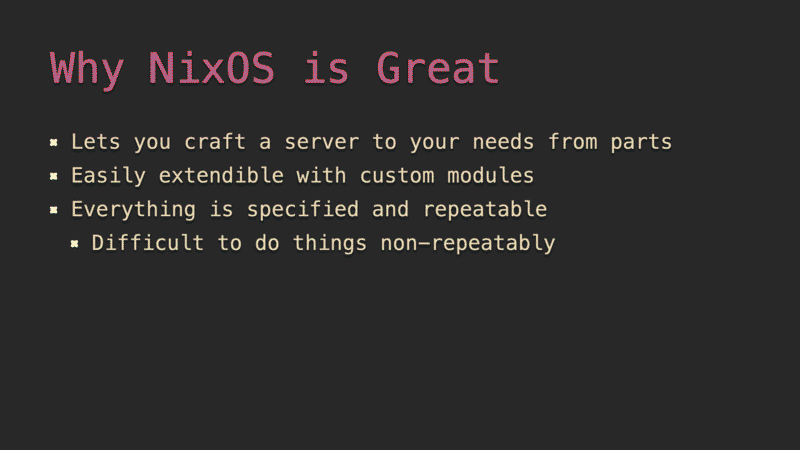 Why NixOS is Great
Lets you craft a server to your needs from parts
Easily extendible with custom modules
Everything is specified and repeatable
Difficult to do things non-repeatably